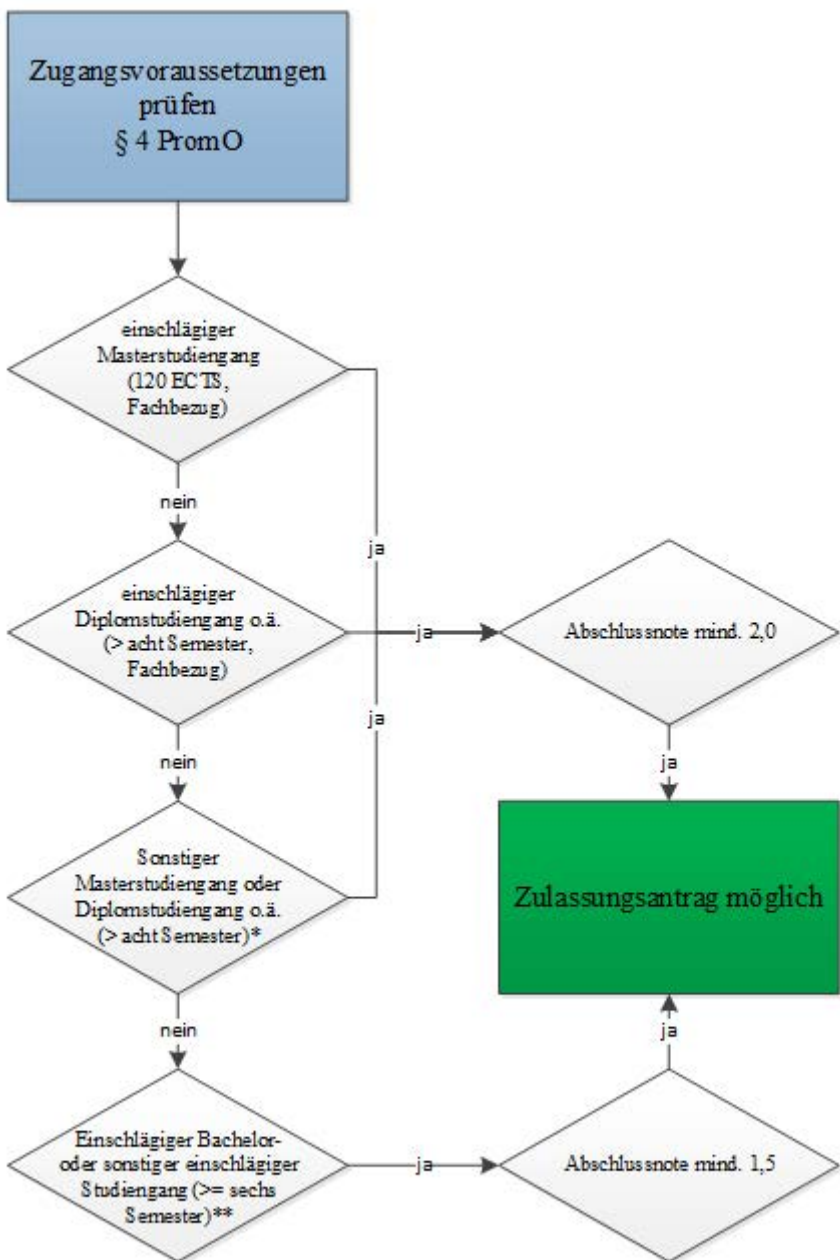 Zugangsvoraussetzungen
prüfen
§ 4 PromO
einschlägiger
Masterstudiengang
(120 ECTS,
Fachbezug)
nein
ja
einschlägiger
Diplomstudiengang o.ä.
(> acht Semester,
Fachbezug)
ja
Abschlussnote mind. 2,0
ja
nein
ja
Sonstiger
Masterstudiengang oder
Diplomstudiengang o.ä.
(> acht Semester)*
Zulassungsantrag möglich
nein
ja
Einschlägiger Bachelor-
oder sonstiger einschlägiger
Studiengang (>= sechs
Semester)**
ja
Abschlussnote mind. 1,5